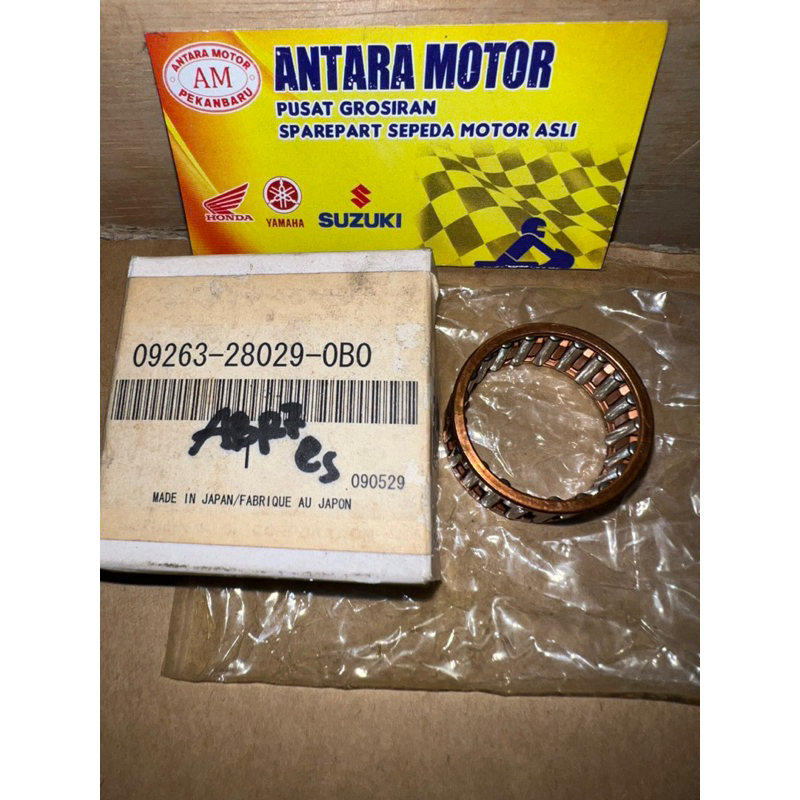 ANTARA MOTOR
AM
PEKANBARU
ANTARA MOTOR
PUSAT GROSIRAN
SPAREPART SEPEDA MOTOR ASLI
HONDA
YAMAHA
SUZUKI
09263-28029-0B0
090529
MADE IN JAPAN/FABRIQUE AU JAPON